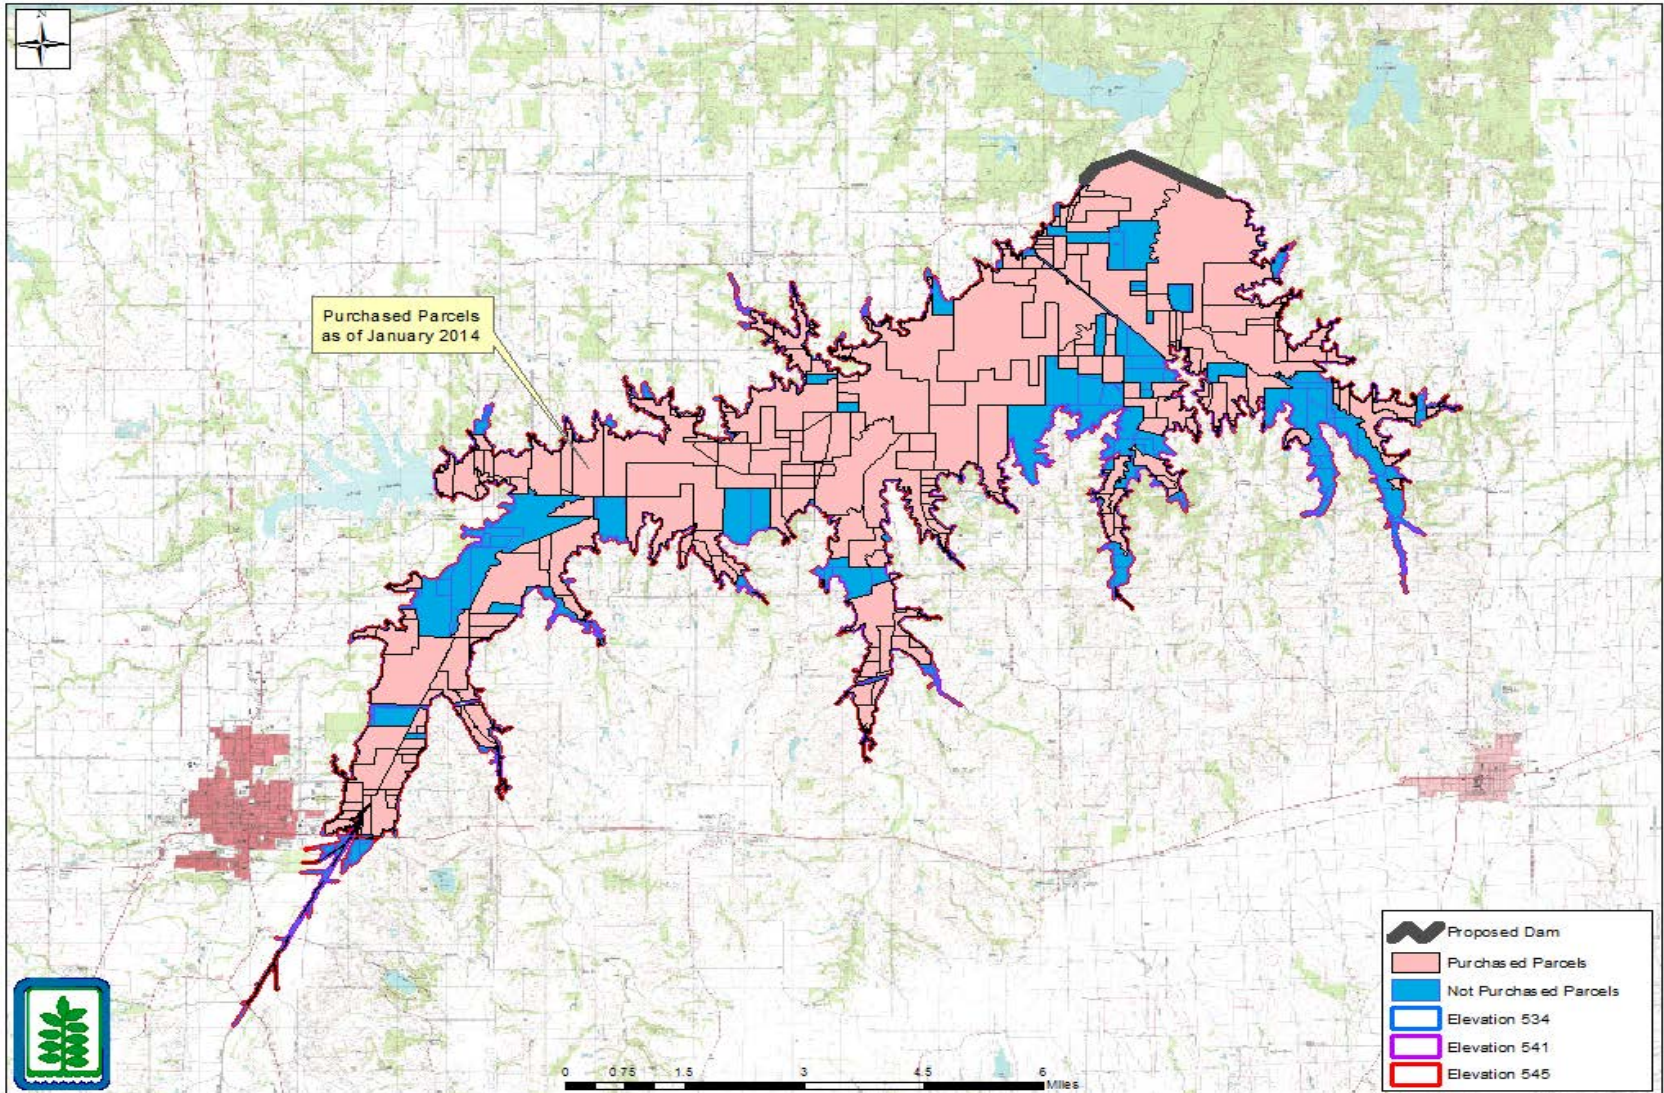 N
Purchased Parcels
as of January 2014
Proposed Dam
Purchased Parcels
Not Purchased Parcels
Elevation 534
Elevation 541
Elevation 545
0 0.75 1.5 3 4.5 6
Miles